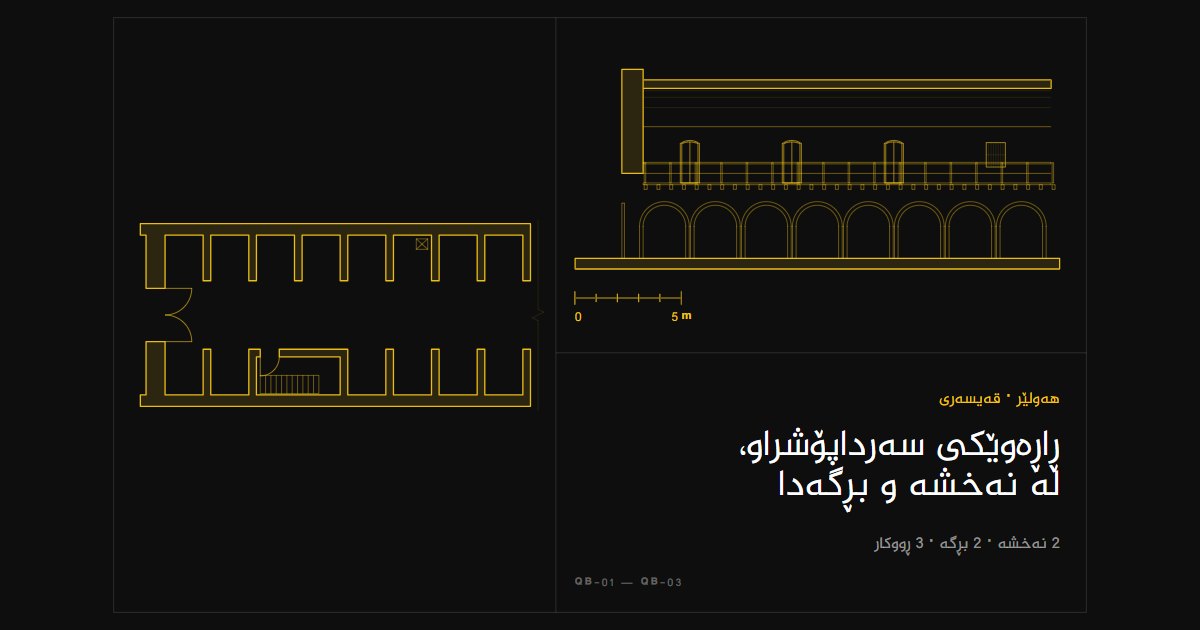 0
5 m
هەولێر · قەیسەری
ڕاڕەوێکی سەرداپۆشراو،
لە نەخشە و بڕگەدا
2 نەخشە · 2 بڕگە · 3 ڕووکار
QB-01 — QB-03